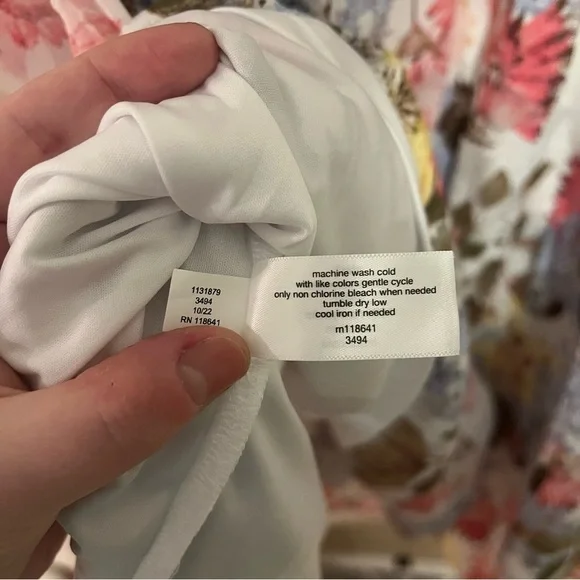 1131879
3494
10/22
RN 118641
machine wash cold
with like colors gentle cycle
only non chlorine bleach when needed
tumble dry low
cool iron if needed
rn118641
3494